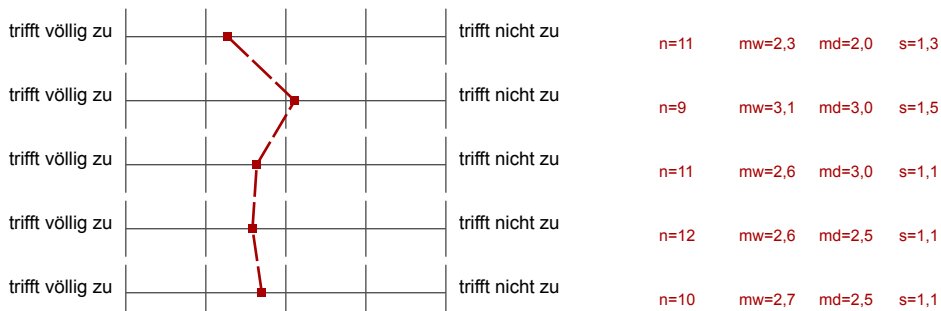 trifft völlig zu trifft nicht zu n=11 mw=2,3 md=2,0 s=1,3
trifft völlig zu trifft nicht zu n=9 mw=3,1 md=3,0 s=1,5
trifft völlig zu trifft nicht zu n=11 mw=2,6 md=3,0 s=1,1
trifft völlig zu trifft nicht zu n=12 mw=2,6 md=2,5 s=1,1
trifft völlig zu trifft nicht zu n=10 mw=2,7 md=2,5 s=1,1